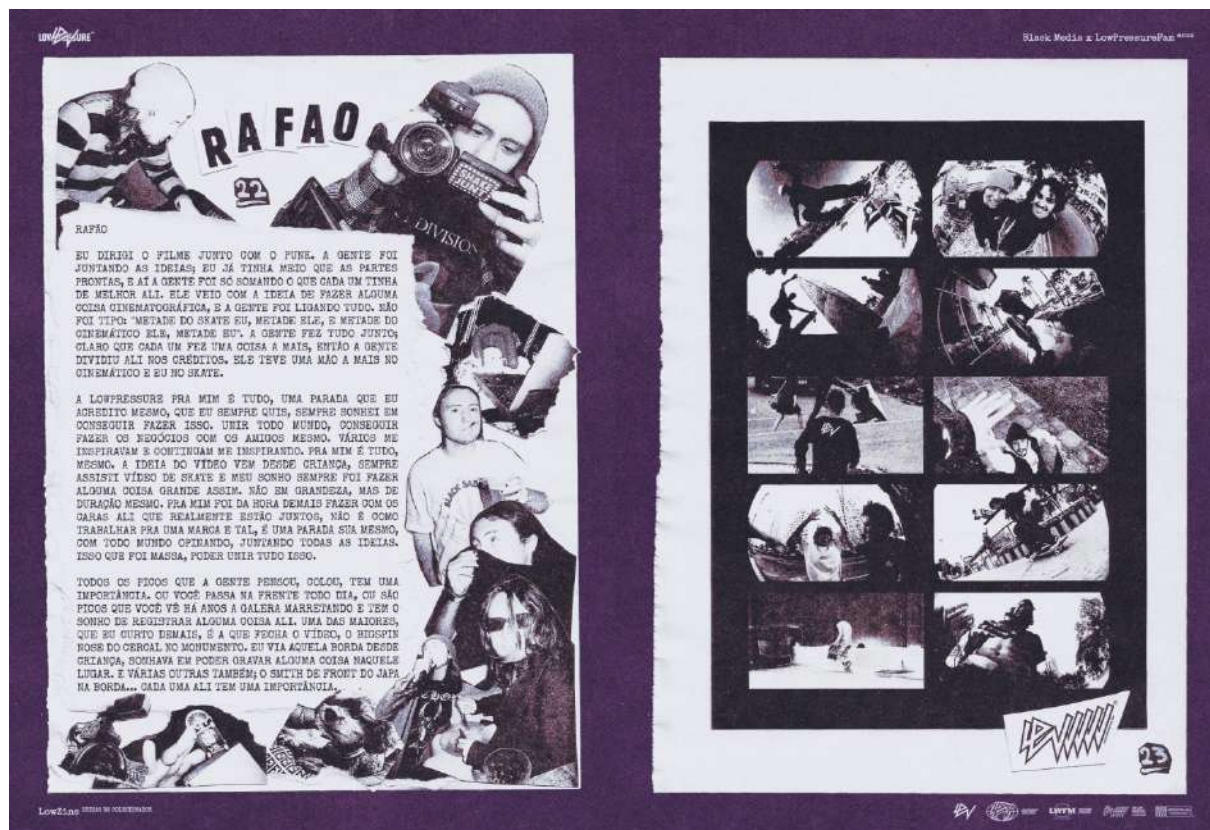 LOWPRESSURE
Black Media x LowPressureFam
RAFAO
22
SHAKE
JUNT
DIVISION
RAFÃO
EU DIRIGI O FILME JUNTO COM O PUNK. A GENTE FOI
JUNTANDO AS IDEIAS; EU JÁ TINHA MEIO QUE AS PARTES
PRONTAS, E AÍ A GENTE FOI SÓ SOMANDO O QUE CADA UM TINHA
DE MELHOR ALI. ELE VEIO COM A IDEIA DE FAZER ALGUMA
COISA CINEMATOGRÁFICA, E A GENTE FOI LIGANDO TUDO. NÃO
FOI TIPO: "METADE DO SKATE EU, METADE ELE, E METADE DO
CINEMÁTICO ELE, METADE EU". A GENTE FEZ TUDO JUNTO;
CLARO QUE CADA UM FEZ UMA COISA A MAIS, ENTÃO A GENTE
DIVIDIU ALI NOS CRÉDITOS. ELE TEVE UMA MÃO A MAIS NO
CINEMÁTICO E EU NO SKATE.
A LOWPRESSURE PRA MIM É TUDO, UMA PARADA QUE EU
ACREDITO MESMO, QUE EU SEMPRE QUIS, SEMPRE SONHEI EM
CONSEGUIR FAZER ISSO. UNIR TODO MUNDO, CONSEGUIR
FAZER OS NEGÓCIOS COM OS AMIGOS MESMO. VÁRIOS ME
INSPIRAVAM E CONTINUAM ME INSPIRANDO. PRA MIM É TUDO,
MESMO. A IDEIA DO VÍDEO VEM DESDE CRIANÇA, SEMPRE
ASSISTI VÍDEO DE SKATE E MEU SONHO SEMPRE FOI FAZER
ALGUMA COISA GRANDE ASSIM. NÃO EM GRANDEZA, MAS DE
DURAÇÃO MESMO. PRA MIM FOI DA HORA DEMAIS FAZER COM OS
CARAS ALI QUE REALMENTE ESTÃO JUNTOS, NÃO É COMO
TRABALHAR PRA UMA MARCA E TAL, É UMA PARADA SUA MESMO,
COM TODO MUNDO OPINANDO, JUNTANDO TODAS AS IDEIAS.
ISSO QUE FOI MASSA, PODER UNIR TUDO ISSO.
TODOS OS PICOS QUE A GENTE PENSOU, COLOU, TEM UMA
IMPORTÂNCIA. OU VOCÊ PASSA NA FRENTE TODO DIA, OU SÃO
PICOS QUE VOCÊ VÊ HÁ ANOS A GALERA MARRETANDO E TEM O
SONHO DE REGISTRAR ALGUMA COISA ALI. UMA DAS MAIORES,
QUE EU CURTO DEMAIS, É A QUE FECHA O VÍDEO, O BIGSPIN
NOSE DO CERCAL NO MONUMENTO. EU VIA AQUELA BORDA DESDE
CRIANÇA, SONHAVA EM PODER GRAVAR ALGUMA COISA NAQUELE
LUGAR. E VÁRIAS OUTRAS TAMBÉM; O SMITH DE FRONT DO JAPA
NA BORDA... CADA UMA ALI TEM UMA IMPORTÂNCIA.
23
LowZine